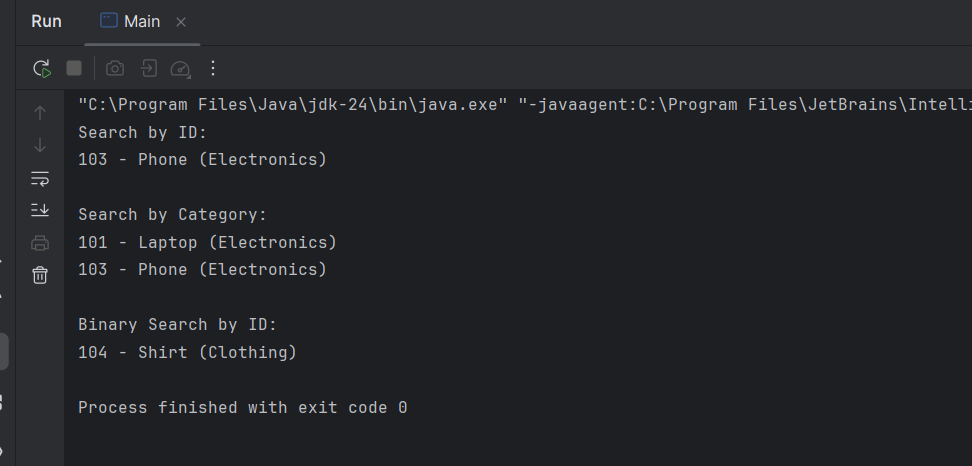 Run Main
"C:\Program Files\Java\jdk-24\bin\java.exe" "-javaagent:C:\Program Files\JetBrains\Intelli
Search by ID:
103 - Phone (Electronics)
Search by Category:
101 - Laptop (Electronics)
103 - Phone (Electronics)
Binary Search by ID:
104 - Shirt (Clothing)
Process finished with exit code 0